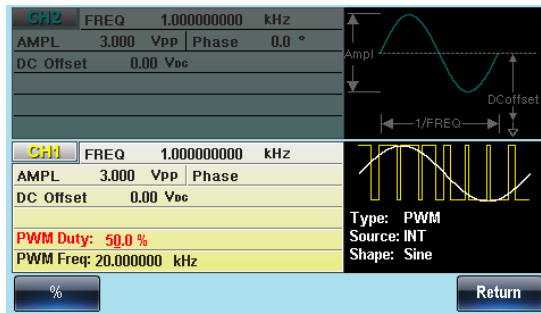 CH2 FREQ 1.000000000 kHz
AMPL 3.000 Vpp Phase 0.0 °
DC Offset 0.00 VDC
Ampl
DCoffset
1/FREQ
CH1 FREQ 1.000000000 kHz
AMPL 3.000 Vpp Phase
DC Offset 0.00 VDC
PWM Duty: 50.0 %
PWM Freq: 20.000000 kHz
Type: PWM
Source: INT
Shape: Sine
% Return